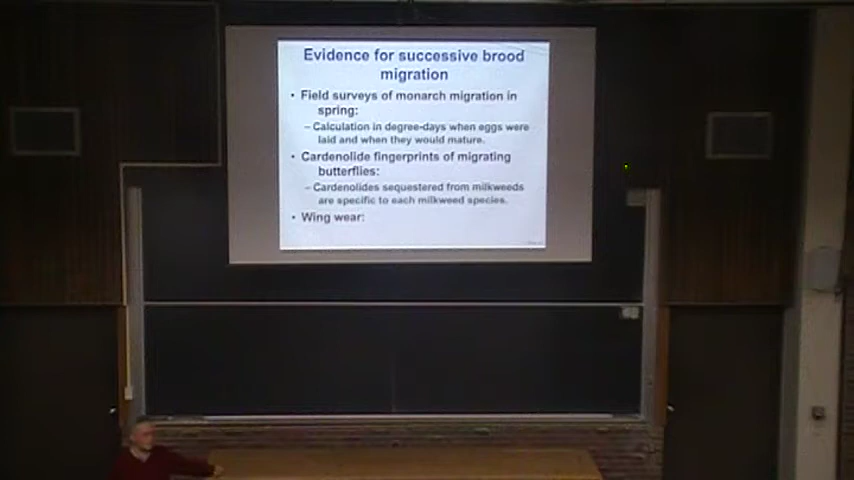 Evidence for successive brood
migration
• Field surveys of monarch migration in
spring:
– Calculation in degree-days when eggs were
laid and when they would mature.
• Cardenolide fingerprints of migrating
butterflies:
– Cardenolides sequestered from milkweeds
are specific to each milkweed species.
• Wing wear: